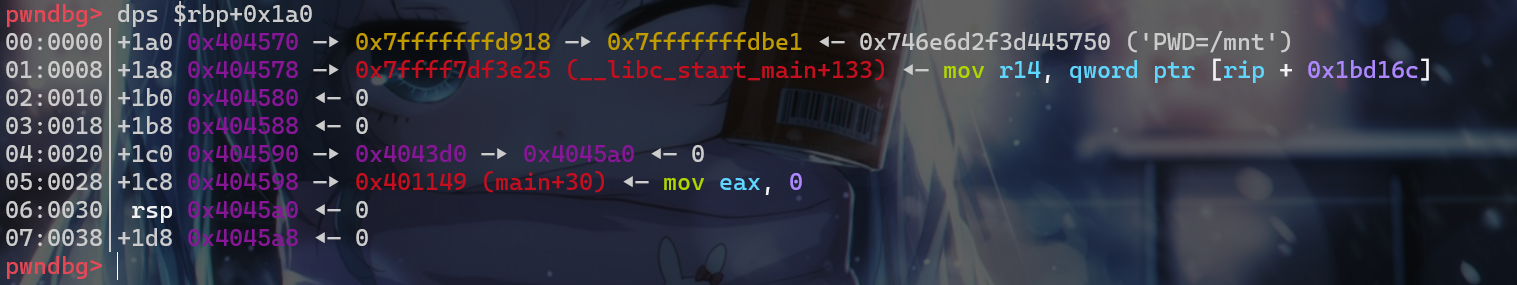 pwndbg> dps $rbp+0x1a0
00:0000│+1a0 0x404570 —▸ 0x7fffffffd918 —▸ 0x7fffffffdbe1 ◂— 0x746e6d2f3d445750 ('PWD=/mnt')
01:0008│+1a8 0x404578 —▸ 0x7ffff7df3e25 (__libc_start_main+133) ◂— mov r14, qword ptr [rip + 0x1bd16c]
02:0010│+1b0 0x404580 ◂— 0
03:0018│+1b8 0x404588 ◂— 0
04:0020│+1c0 0x404590 —▸ 0x4043d0 —▸ 0x4045a0 ◂— 0
05:0028│+1c8 0x404598 —▸ 0x401149 (main+30) ◂— mov eax, 0
06:0030│ rsp 0x4045a0 ◂— 0
07:0038│+1d8 0x4045a8 ◂— 0
pwndbg>